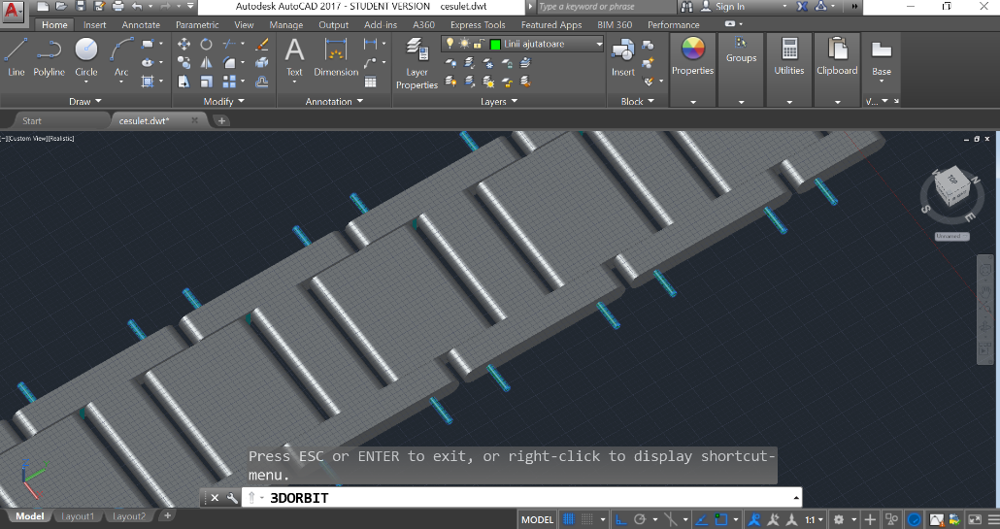 Autodesk AutoCAD 2017 - STUDENT VERSION cesulet.dwt
Type a keyword or phrase
Sign In
Home Insert Annotate Parametric View Manage Output Add-ins A360 Express Tools Featured Apps BIM 360 Performance
Linii ajutatoare
Line Polyline Circle Arc
Text Dimension
Layer
Properties
Insert
Properties
Groups
Utilities
Clipboard
Base
Draw Modify Annotation Layers Block V...
Start cesulet.dwt*
[−][Custom View][Realistic]
TOP
W N S E
Unnamed
Press ESC or ENTER to exit, or right-click to display shortcut-
menu.
3DORBIT
Model Layout1 Layout2 +
MODEL 1:1